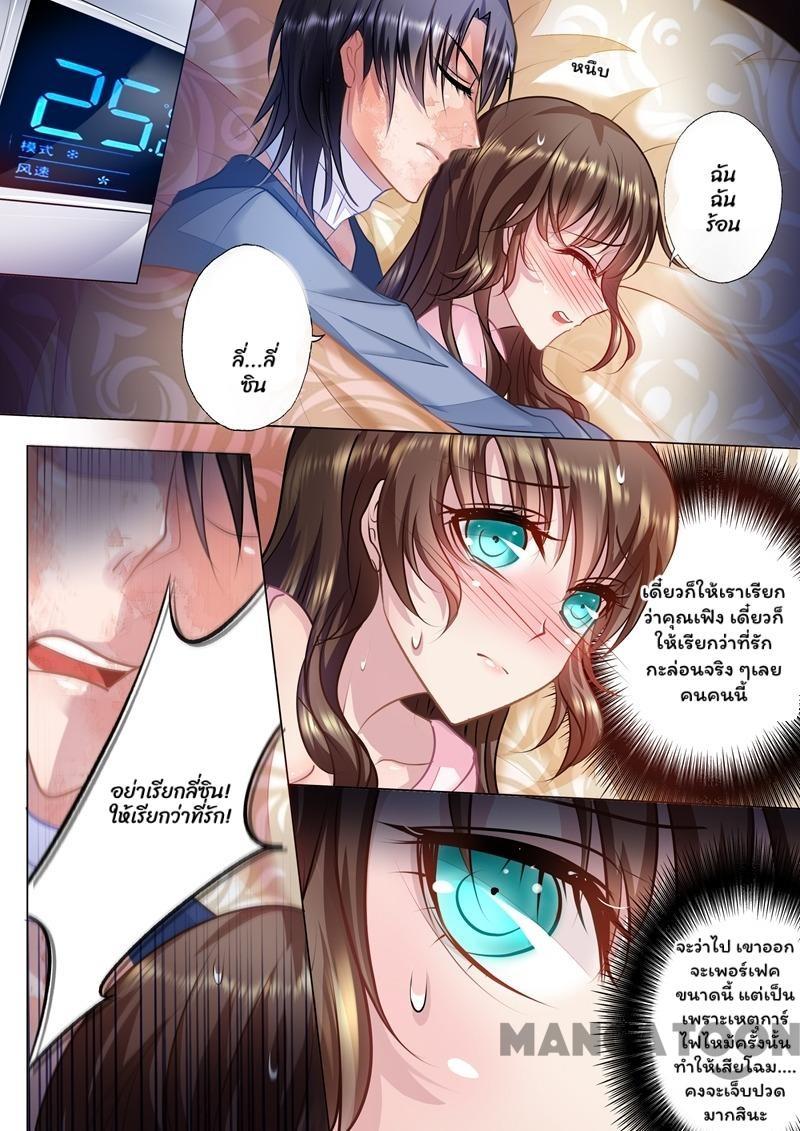 25.0
模式
风速
หนึบ
ฉัน
ฉัน
ร้อน
ลี่...ลี่
ซิน
เดี๋ยวก็ให้เราเรียก
ว่าคุณเฟิง เดี๋ยวก็
ให้เรียกว่าที่รัก
กะล่อนจริง ๆเลย
คนคนนี้
อย่าเรียกลี่ซิน!
ให้เรียกว่าที่รัก!
จะว่าไป เขาออก
จะเพอร์เฟค
ขนาดนี้ แต่เป็น
เพราะเหตุการ์
ไฟไหม้ครั้งนั้น
ทำให้เสียโฉม....
คงจะเจ็บปวด
มากสินะ
MANGATOON